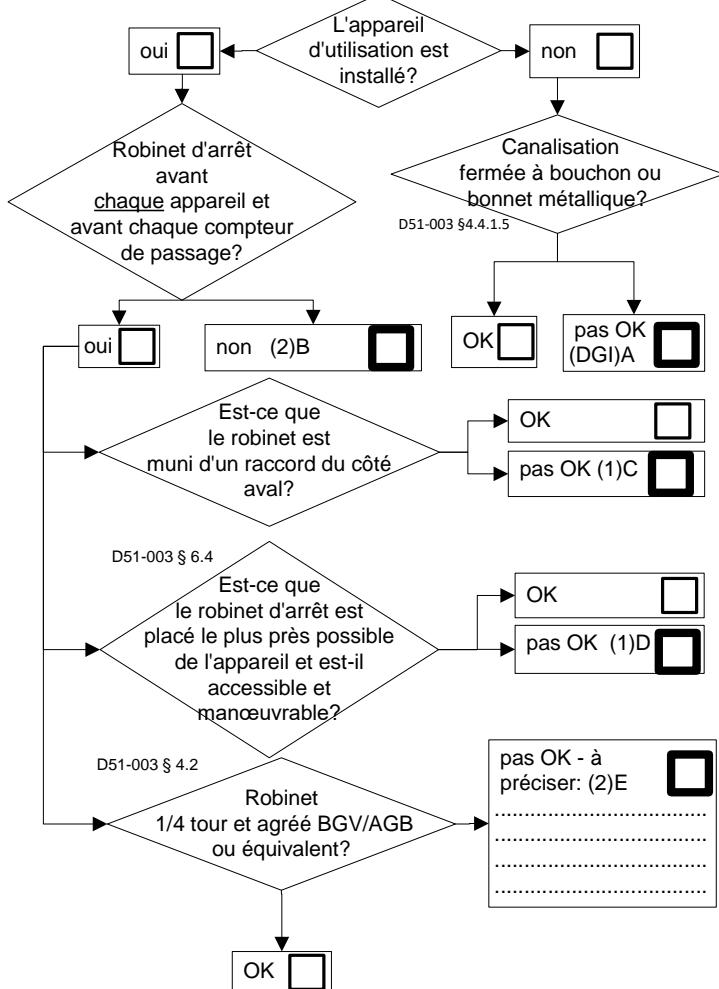 L'appareil
d'utilisation est
installé?
oui
non
Robinet d'arrêt
avant
chaque appareil et
avant chaque compteur
de passage?
Canalisation
fermée à bouchon ou
bonnet métallique?
D51-003 §4.4.1.5
oui
non (2)B
OK
pas OK
(DGI)A
Est-ce que
le robinet est
muni d'un raccord du côté
aval?
OK
pas OK (1)C
D51-003 § 6.4
Est-ce que
le robinet d'arrêt est
placé le plus près possible
de l'appareil et est-il
accessible et
manœuvrable?
OK
pas OK (1)D
D51-003 § 4.2
Robinet
1/4 tour et agréé BGV/AGB
ou équivalent?
pas OK - à
préciser: (2)E
...................................
...................................
...................................
...................................
OK